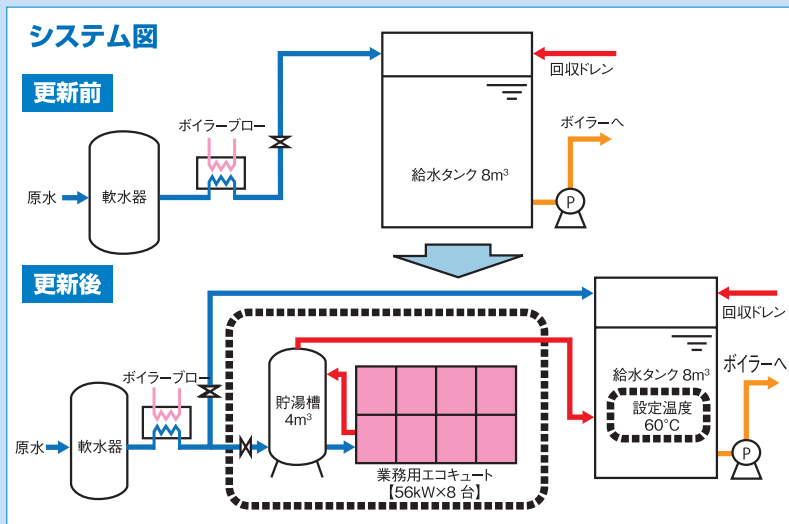 システム図
更新前
回収ドレン
ボイラーブロー
ボイラーへ
給水タンク 8m³
原水
軟水器
P
更新後
回収ドレン
ボイラーブロー
ボイラーへ
給水タンク 8m³
貯湯槽
4m³
設定温度
60°C
原水
軟水器
P
業務用エコキュート
【56kW×8 台】